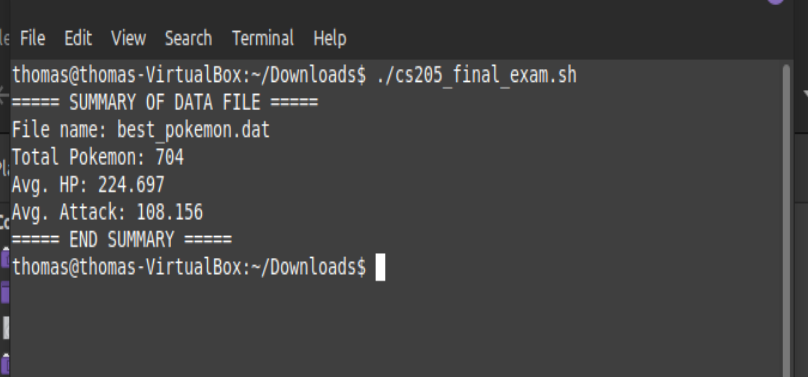 File Edit View Search Terminal Help
thomas@thomas-VirtualBox:~/Downloads$ ./cs205_final_exam.sh
===== SUMMARY OF DATA FILE =====
File name: best_pokemon.dat
Total Pokemon: 704
Avg. HP: 224.697
Avg. Attack: 108.156
===== END SUMMARY =====
thomas@thomas-VirtualBox:~/Downloads$